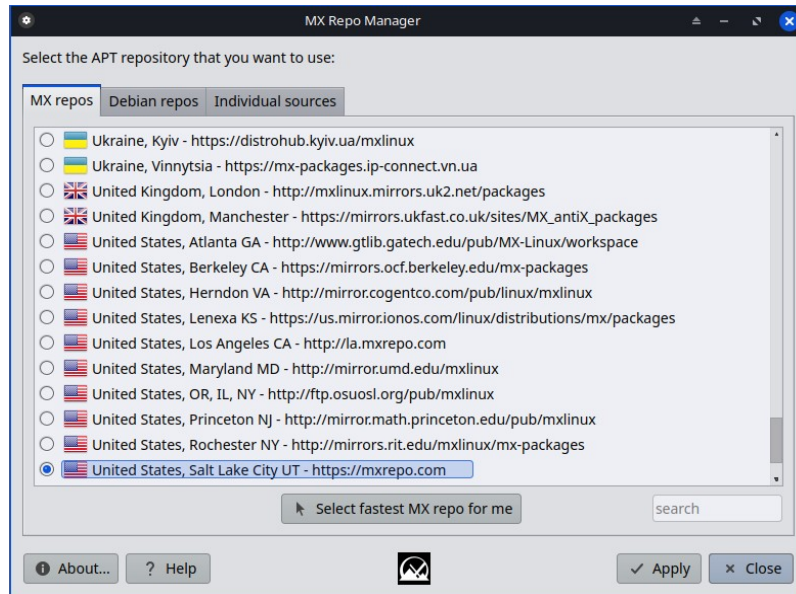 MX Repo Manager
Select the APT repository that you want to use:
MX repos Debian repos Individual sources
Ukraine, Kyiv - https://distrohub.kyiv.ua/mxlinux
Ukraine, Vinnytsia - https://mx-packages.ip-connect.vn.ua
United Kingdom, London - http://mxlinux.mirrors.uk2.net/packages
United Kingdom, Manchester - https://mirrors.ukfast.co.uk/sites/MX_antiX_packages
United States, Atlanta GA - http://www.gtlib.gatech.edu/pub/MX-Linux/workspace
United States, Berkeley CA - https://mirrors.ocf.berkeley.edu/mx-packages
United States, Herndon VA - http://mirror.cogentco.com/pub/linux/mxlinux
United States, Lenexa KS - https://us.mirror.ionos.com/linux/distributions/mx/packages
United States, Los Angeles CA - http://la.mxrepo.com
United States, Maryland MD - http://mirror.umd.edu/mxlinux
United States, OR, IL, NY - http://ftp.osuosl.org/pub/mxlinux
United States, Princeton NJ - http://mirror.math.princeton.edu/pub/mxlinux
United States, Rochester NY - http://mirrors.rit.edu/mxlinux/mx-packages
United States, Salt Lake City UT - https://mxrepo.com
Select fastest MX repo for me search
About... ? Help Apply Close